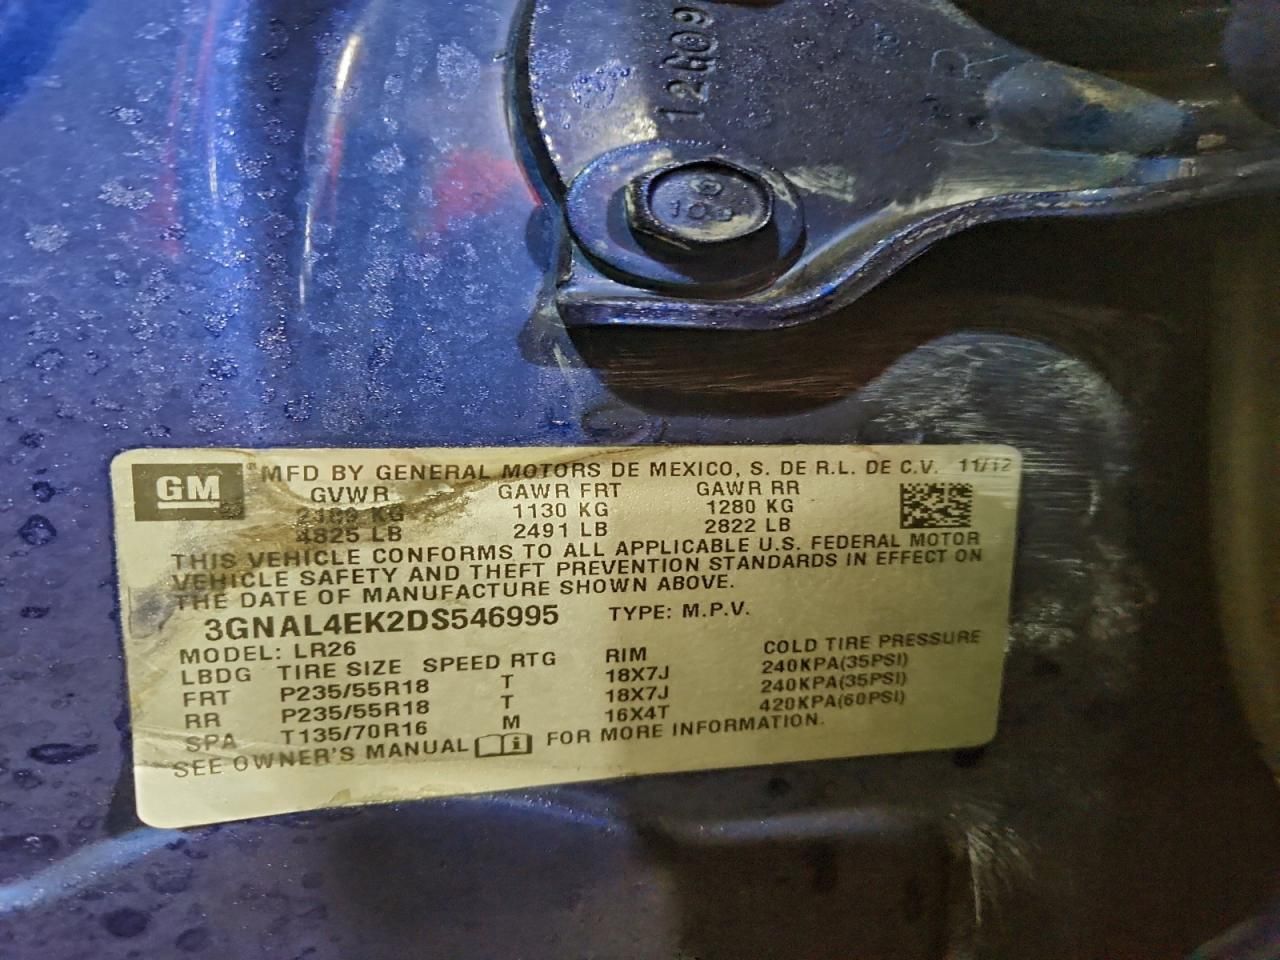 12609
GM ® MFD BY GENERAL MOTORS DE MEXICO, S. DE R.L. DE C.V. 11/12
GVWR GAWR FRT GAWR RR
2189 KG 1130 KG 1280 KG
4825 LB 2491 LB 2822 LB
THIS VEHICLE CONFORMS TO ALL APPLICABLE U.S. FEDERAL MOTOR
VEHICLE SAFETY AND THEFT PREVENTION STANDARDS IN EFFECT ON
THE DATE OF MANUFACTURE SHOWN ABOVE.
3GNAL4EK2DS546995 TYPE: M.P.V.
MODEL: LR26
LBDG TIRE SIZE SPEED RTG RIM COLD TIRE PRESSURE
FRT P235/55R18 T 18X7J 240KPA(35PSI)
RR P235/55R18 T 18X7J 240KPA(35PSI)
SPA T135/70R16 M 16X4T 420KPA(60PSI)
SEE OWNER'S MANUAL FOR MORE INFORMATION.